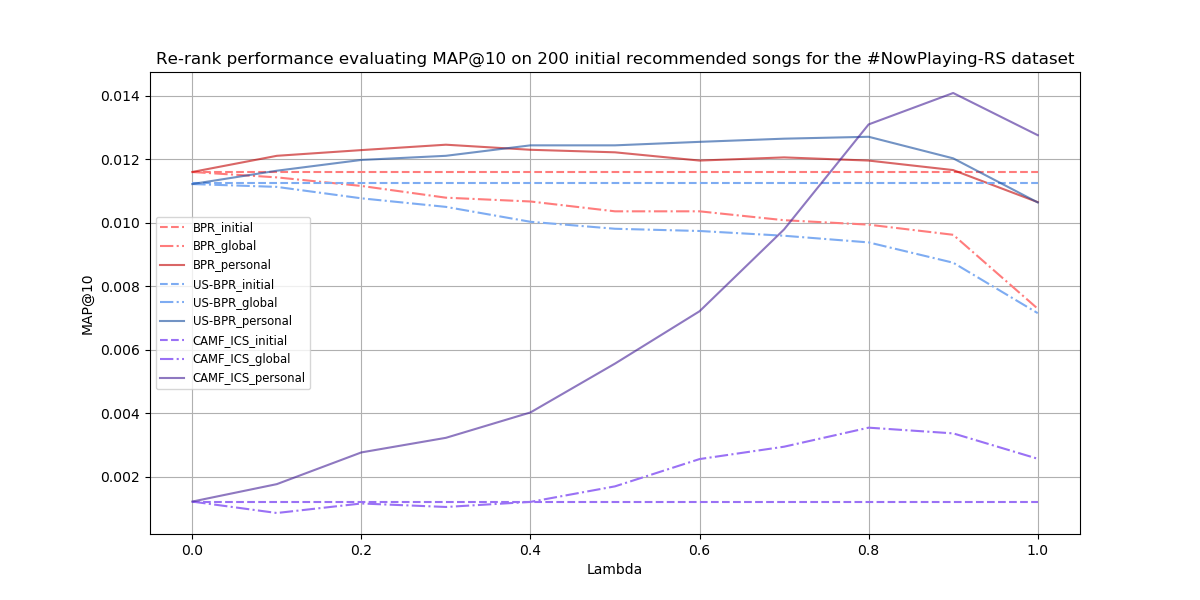 Re-rank performance evaluating MAP@10 on 200 initial recommended songs for the #NowPlaying-RS dataset
0.014
0.012
0.010
0.008
0.006
0.004
0.002
MAP@10
BPR_initial
BPR_global
BPR_personal
US-BPR_initial
US-BPR_global
US-BPR_personal
CAMF_ICS_initial
CAMF_ICS_global
CAMF_ICS_personal
0.0 0.2 0.4 0.6 0.8 1.0
Lambda